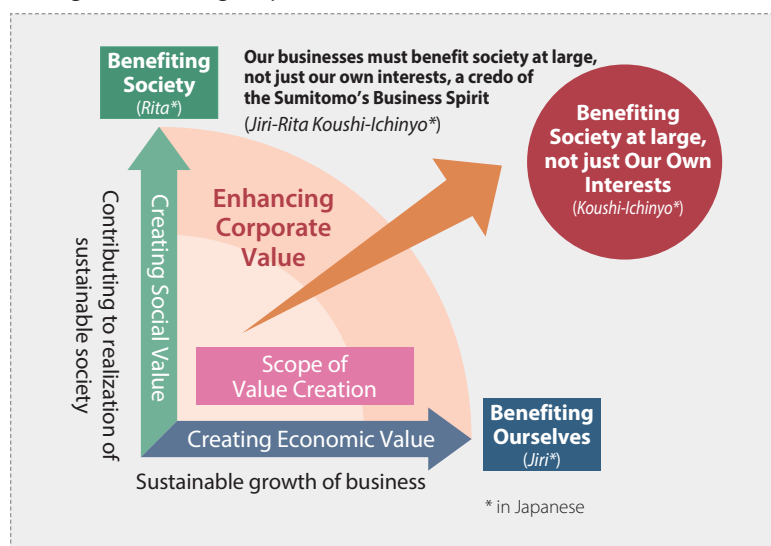 Benefiting
Society
(Rita*)
Our businesses must benefit society at large,
not just our own interests, a credo of
the Sumitomo's Business Spirit
(Jiri-Rita Koushi-Ichinyo*)
Benefiting
Society at large,
not just Our Own
Interests
(Koushi-Ichinyo*)
Enhancing
Corporate
Value
Contributing to realization of
sustainable society
Creating Social Value
Scope of
Value Creation
Creating Economic Value
Sustainable growth of business
Benefiting
Ourselves
(Jiri*)
* in Japanese